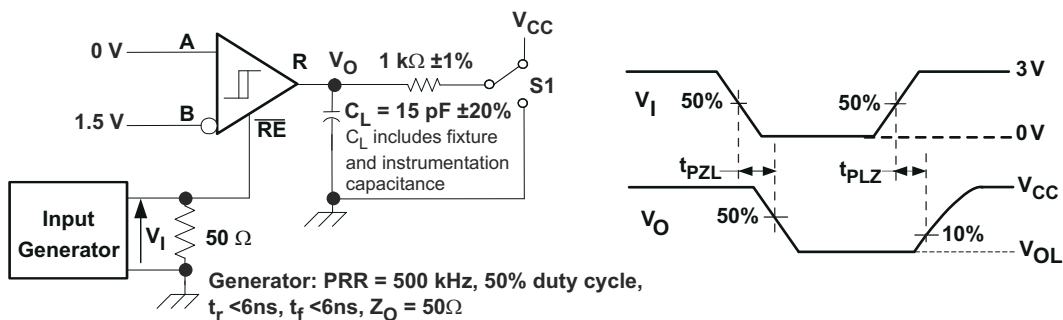 0 V
A
1.5 V
B
R
RE
V_O
1 kΩ ±1%
V_CC
S1
C_L = 15 pF ±20%
C_L includes fixture
and instrumentation
capacitance
Input
Generator
V_I
50 Ω
Generator: PRR = 500 kHz, 50% duty cycle,
t_r <6ns, t_f <6ns, Z_O = 50Ω
V_I
50%
50%
3 V
0 V
t_PZL
t_PLZ
V_O
50%
10%
V_CC
V_OL